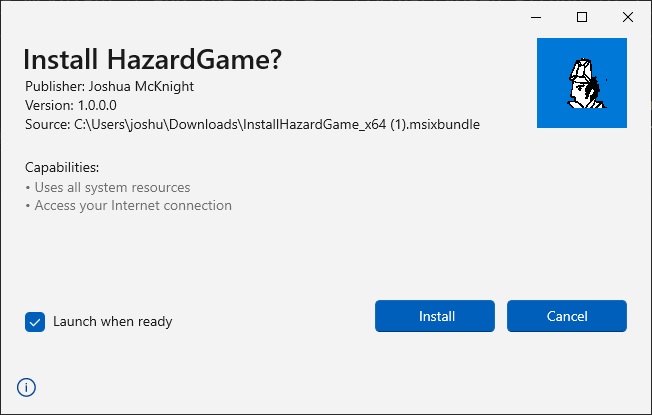 Install HazardGame?
Publisher: Joshua McKnight
Version: 1.0.0.0
Source: C:\Users\joshu\Downloads\InstallHazardGame_x64 (1).msixbundle
Capabilities:
• Uses all system resources
• Access your Internet connection
Launch when ready
Install
Cancel